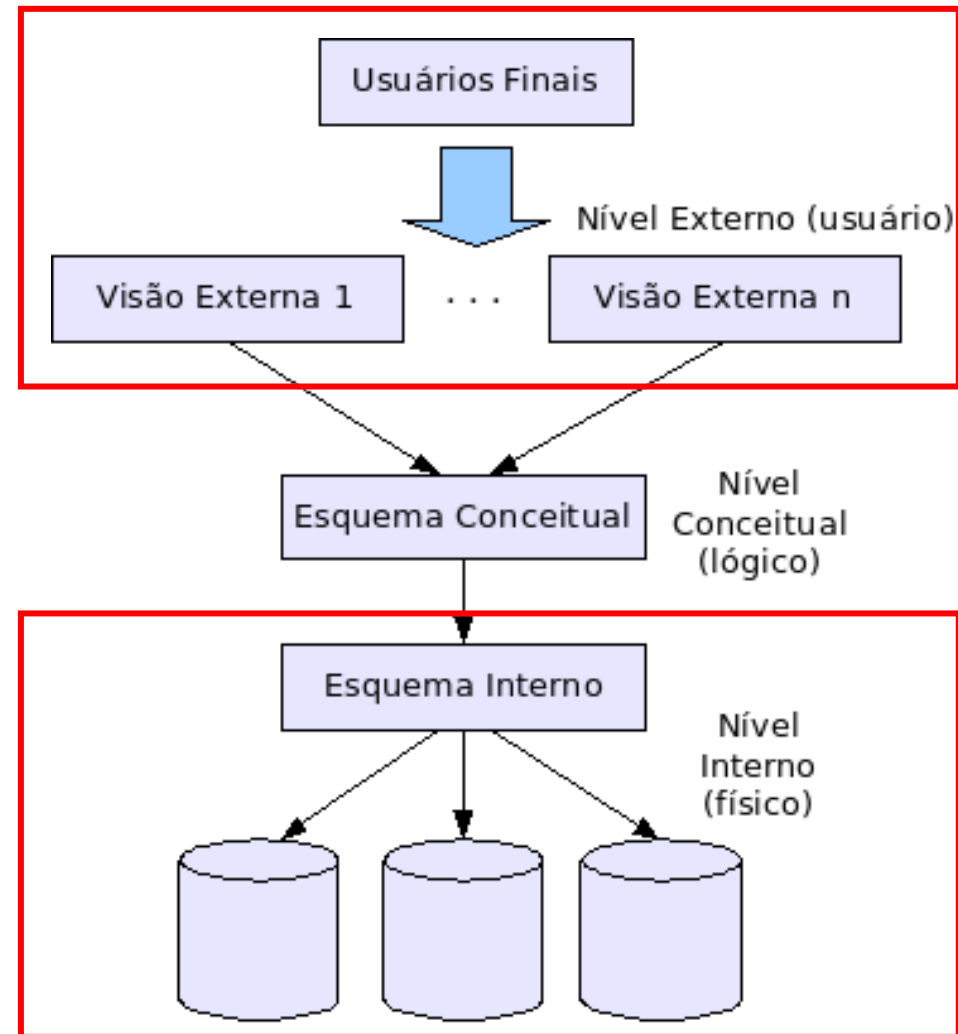 Usuários Finais
Nível Externo (usuário)
Visão Externa 1
. . .
Visão Externa n
Esquema Conceitual
Nível
Conceitual
(lógico)
Esquema Interno
Nível
Interno
(físico)